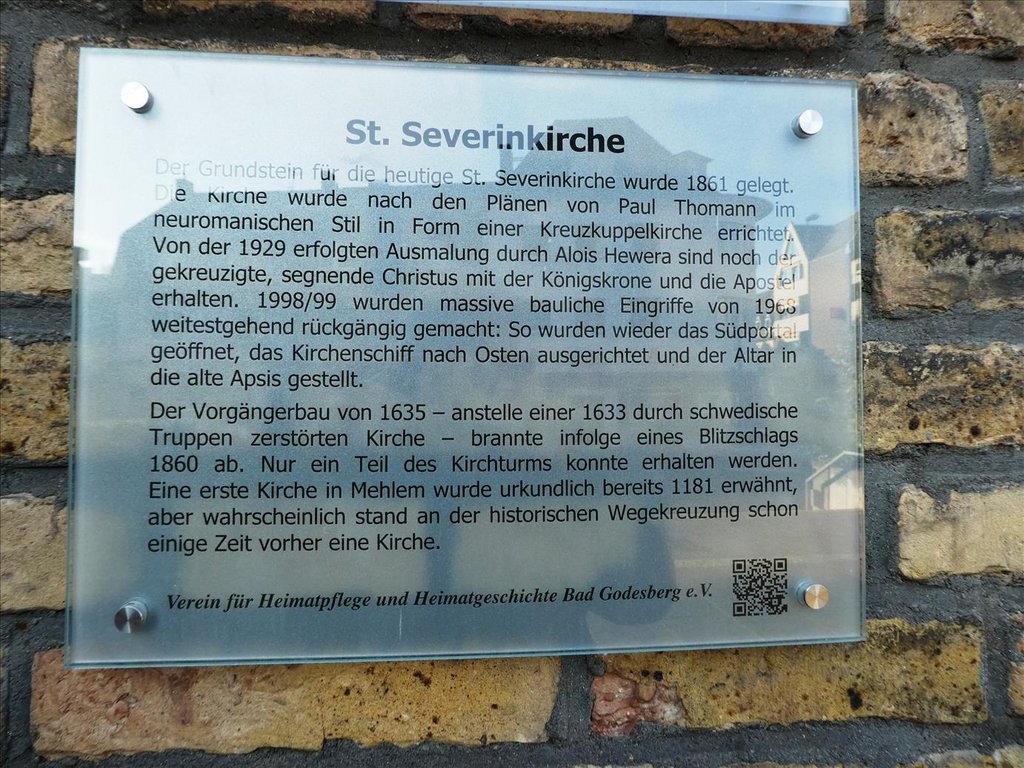 St. Severinkirche
Der Grundstein für die heutige St. Severinkirche wurde 1861 gelegt.
Die Kirche wurde nach den Plänen von Paul Thomann im
neuromanischen Stil in Form einer Kreuzkuppelkirche errichtet.
Von der 1929 erfolgten Ausmalung durch Alois Hewera sind noch der
gekreuzigte, segnende Christus mit der Königskrone und die Apostel
erhalten. 1998/99 wurden massive bauliche Eingriffe von 1968
weitestgehend rückgängig gemacht: So wurden wieder das Südportal
geöffnet, das Kirchenschiff nach Osten ausgerichtet und der Altar in
die alte Apsis gestellt.
Der Vorgängerbau von 1635 – anstelle einer 1633 durch schwedische
Truppen zerstörten Kirche – brannte infolge eines Blitzschlags
1860 ab. Nur ein Teil des Kirchturms konnte erhalten werden.
Eine erste Kirche in Mehlem wurde urkundlich bereits 1181 erwähnt,
aber wahrscheinlich stand an der historischen Wegekreuzung schon
einige Zeit vorher eine Kirche.
Verein für Heimatpflege und Heimatgeschichte Bad Godesberg e.V.